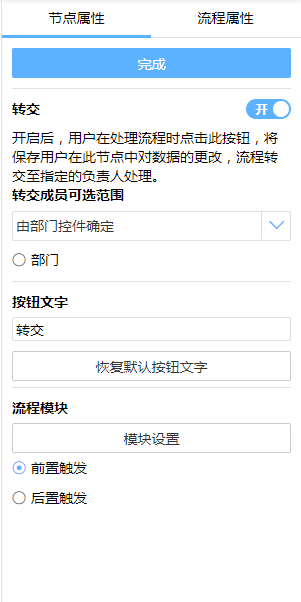 节点属性 流程属性
完成
转交 开
开启后，用户在处理流程时点击此按钮，将
保存用户在此节点中对数据的更改，流程转
交至指定的负责人处理。
转交成员可选范围
由部门控件确定
部门
按钮文字
转交
恢复默认按钮文字
流程模块
模块设置
前置触发
后置触发